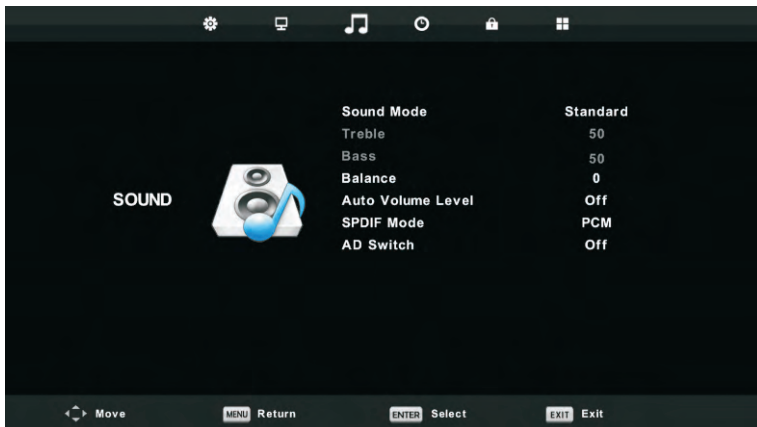 Sound Mode Standard
Treble 50
Bass 50
Balance 0
SOUND
Auto Volume Level Off
SPDIF Mode PCM
AD Switch Off
Move MENU Return ENTER Select EXIT Exit